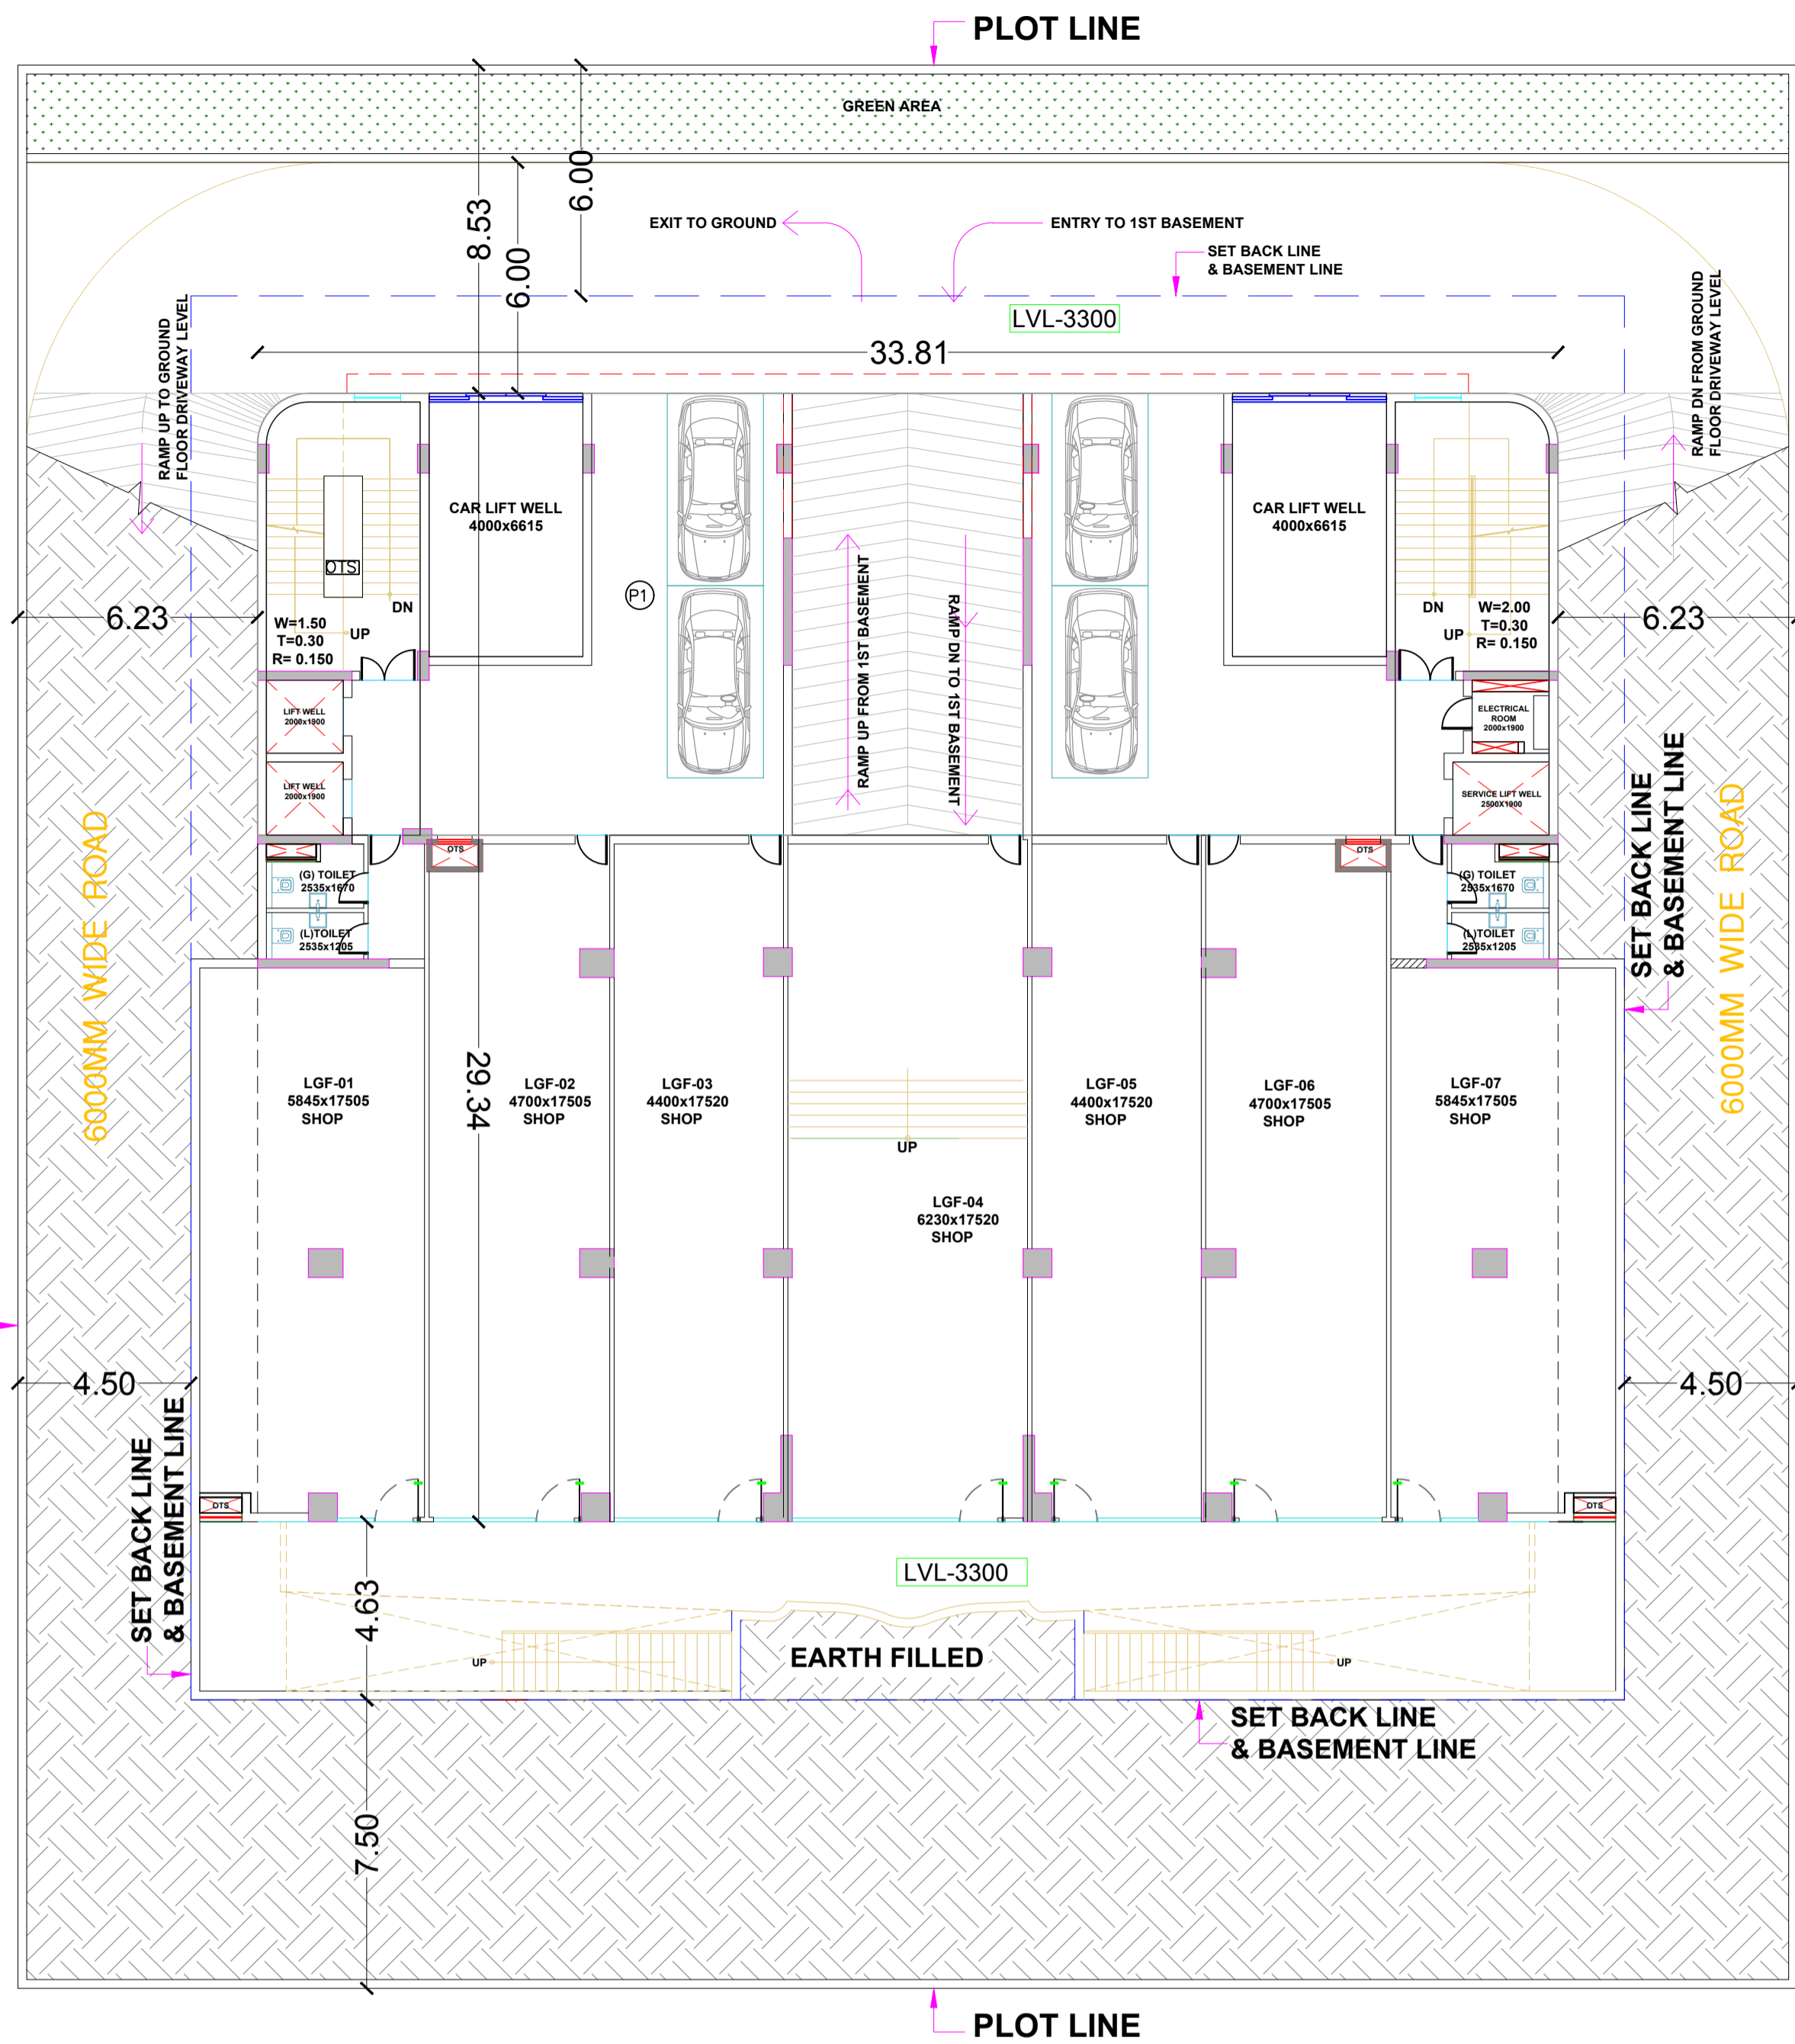 PLOT LINE
GREEN AREA
8.53
6.00
6.00
EXIT TO GROUND
ENTRY TO 1ST BASEMENT
SET BACK LINE
& BASEMENT LINE
LVL-3300
33.81
RAMP UP TO GROUND
FLOOR DRIVEWAY LEVEL
RAMP DN FROM GROUND
FLOOR DRIVEWAY LEVEL
CAR LIFT WELL
4000x6615
CAR LIFT WELL
4000x6615
OTS
P1
DN
W=1.50
T=0.30
R= 0.150
UP
DN
W=2.00
T=0.30
R= 0.150
UP
6.23
6.23
RAMP UP FROM 1ST BASEMENT
RAMP DN TO 1ST BASEMENT
LIFT WELL
2000x1900
LIFT WELL
2000x1900
ELECTRICAL
ROOM
2000x1900
SERVICE LIFT WELL
2500X1900
OTS
OTS
(G) TOILET
2535x1670
(L)TOILET
2535x1205
(G) TOILET
2535x1670
(L)TOILET
2535x1205
6000MM WIDE ROAD
SET BACK LINE
& BASEMENT LINE
6000MM WIDE ROAD
29.34
LGF-01
5845x17505
SHOP
LGF-02
4700x17505
SHOP
LGF-03
4400x17520
SHOP
UP
LGF-04
6230x17520
SHOP
LGF-05
4400x17520
SHOP
LGF-06
4700x17505
SHOP
LGF-07
5845x17505
SHOP
4.50
4.50
SET BACK LINE
& BASEMENT LINE
OTS
OTS
LVL-3300
4.63
UP
EARTH FILLED
UP
SET BACK LINE
& BASEMENT LINE
7.50
PLOT LINE